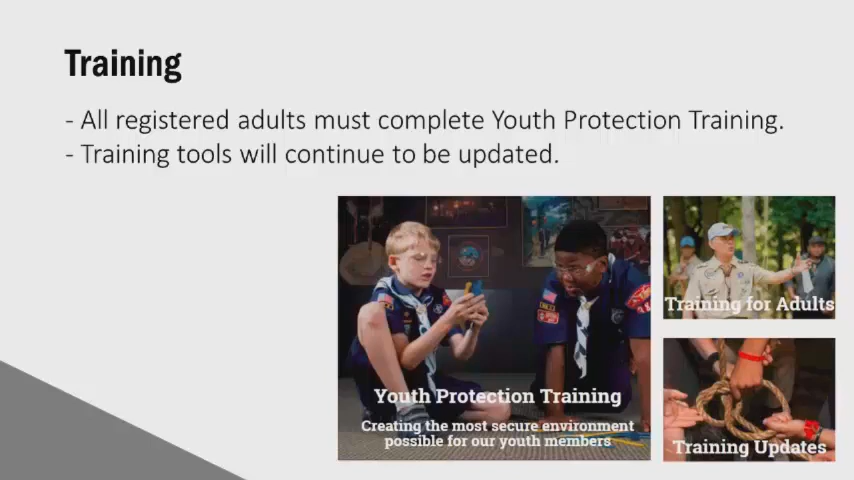 Training
- All registered adults must complete Youth Protection Training.
- Training tools will continue to be updated.
Youth Protection Training
Creating the most secure environment
possible for our youth members
Training for Adults
Training Updates